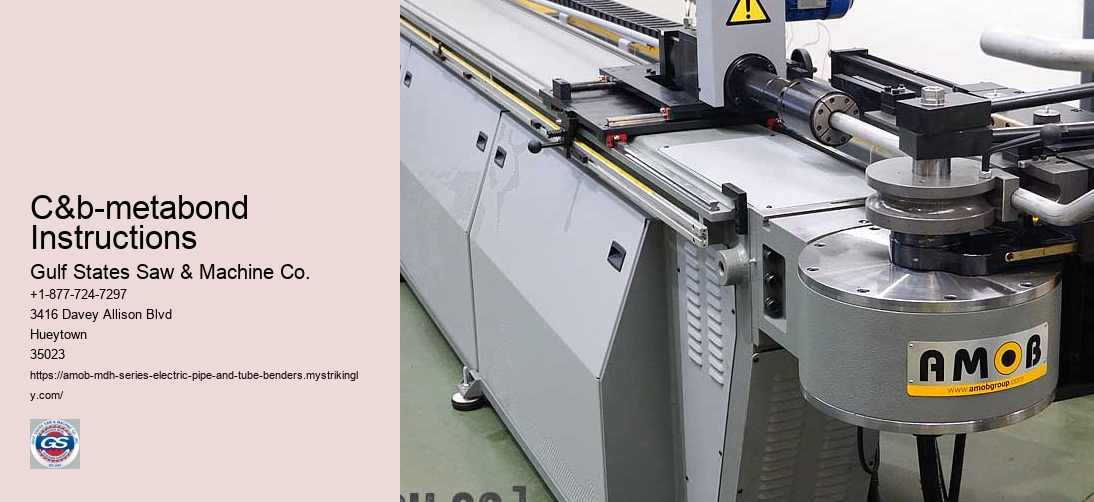 C&b-metabond
Instructions
Gulf States Saw & Machine Co.
+1-877-724-7297
3416 Davey Allison Blvd
Hueytown
35023
https://amob-mdh-series-electric-pipe-and-tube-benders.mystrikingl
y.com/
GS
AMOB
www.amobgroup.com